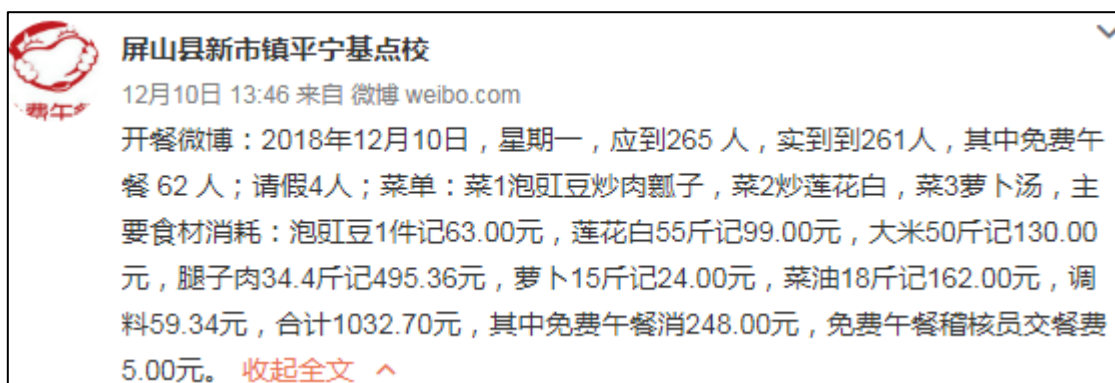 屏山县新市镇平宁基点校
12月10日 13:46 来自 微博 weibo.com
费午餐
开餐微博：2018年12月10日，星期一，应到265 人，实到到261人，其中免费午
餐 62 人；请假4人；菜单：菜1泡豇豆炒肉瓤子，菜2炒莲花白，菜3萝卜汤，主
要食材消耗：泡豇豆1件记63.00元，莲花白55斤记99.00元，大米50斤记130.00
元，腿子肉34.4斤记495.36元，萝卜15斤记24.00元，菜油18斤记162.00元，调
料59.34元，合计1032.70元，其中免费午餐消248.00元，免费午餐稽核员交餐费
5.00元。 收起全文